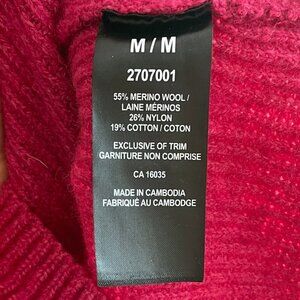 M / M
2707001
55% MERINO WOOL /
LAINE MÉRINOS
26% NYLON
19% COTTON / COTON
EXCLUSIVE OF TRIM
GARNITURE NON COMPRISE
CA 16035
MADE IN CAMBODIA
FABRIQUÉ AU CAMBODGE